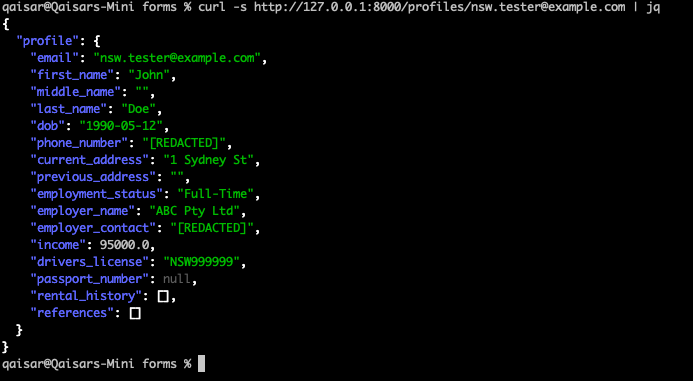 qaisar@Qaisars-Mini forms % curl -s http://127.0.0.1:8000/profiles/nsw.tester@example.com | jq
{
  "profile": {
    "email": "nsw.tester@example.com",
    "first_name": "John",
    "middle_name": "",
    "last_name": "Doe",
    "dob": "1990-05-12",
    "phone_number": "[REDACTED]",
    "current_address": "1 Sydney St",
    "previous_address": "",
    "employment_status": "Full-Time",
    "employer_name": "ABC Pty Ltd",
    "employer_contact": "[REDACTED]",
    "income": 95000.0,
    "drivers_license": "NSW999999",
    "passport_number": null,
    "rental_history": [],
    "references": []
  }
}
qaisar@Qaisars-Mini forms %